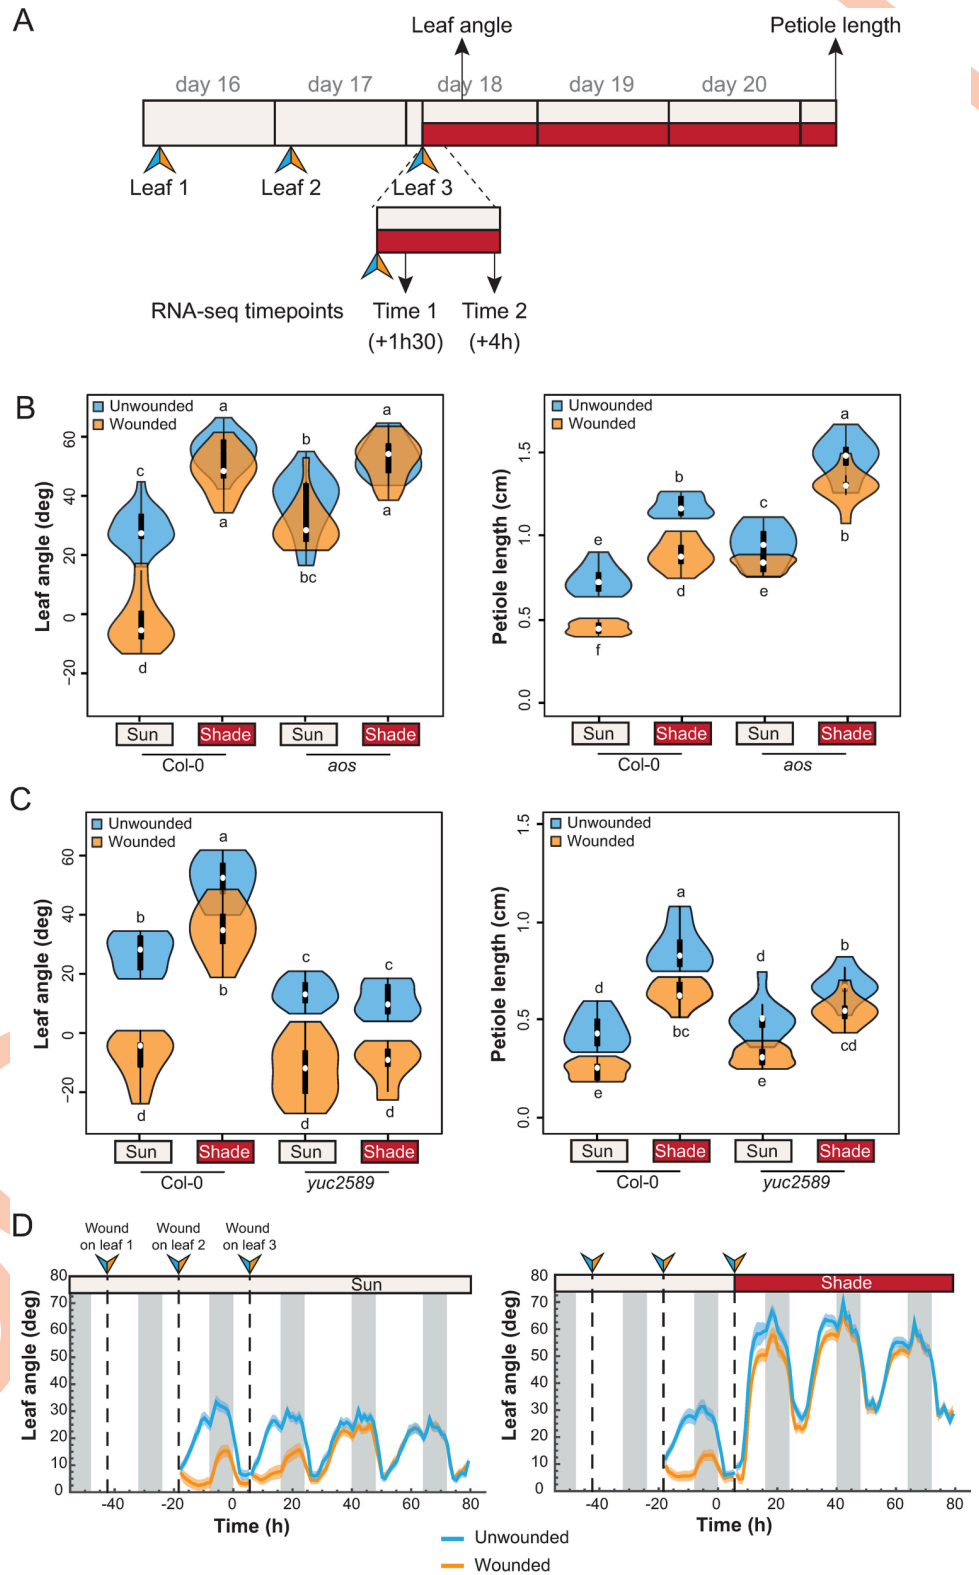 A
Leaf angle
Petiole length
day 16
day 17
day 18
day 19
day 20
Leaf 1
Leaf 2
Leaf 3
RNA-seq timepoints
Time 1
(+1h30)
Time 2
(+4h)
B
Unwounded
Wounded
Leaf angle (deg)
60
40
20
0
−20
c
d
a
a
b
bc
a
a
Sun
Shade
Sun
Shade
Col-0
aos
Unwounded
Wounded
Petiole length (cm)
1.5
1.0
0.5
0.0
e
f
b
d
c
e
a
b
Sun
Shade
Sun
Shade
Col-0
aos
C
Unwounded
Wounded
Leaf angle (deg)
60
40
20
0
−20
b
d
a
b
c
d
c
d
Sun
Shade
Sun
Shade
Col-0
yuc2589
Unwounded
Wounded
Petiole length (cm)
1.5
1.0
0.5
0.0
d
e
a
bc
d
e
b
cd
Sun
Shade
Sun
Shade
Col-0
yuc2589
D
Wound
on leaf 1
Wound
on leaf 2
Wound
on leaf 3
Sun
Leaf angle (deg)
80
70
60
50
40
30
20
10
0
-40
-20
0
20
40
60
80
Time (h)
Shade
Leaf angle (deg)
80
70
60
50
40
30
20
10
0
-40
-20
0
20
40
60
80
Time (h)
Unwounded
Wounded